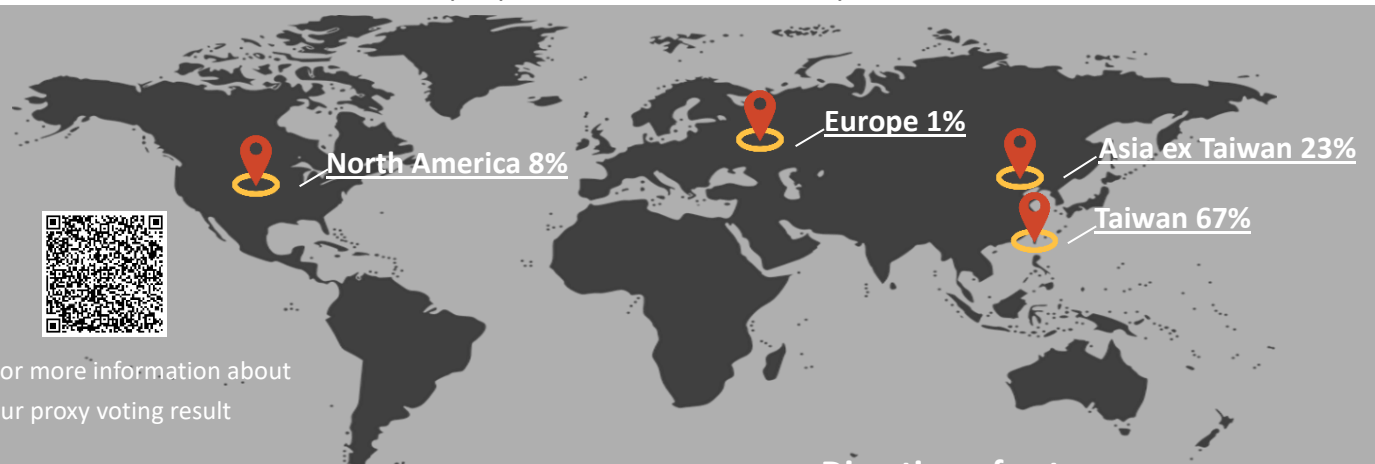 Europe 1%
Asia ex Taiwan 23%
North America 8%
Taiwan 67%
or more information about
ur proxy voting result